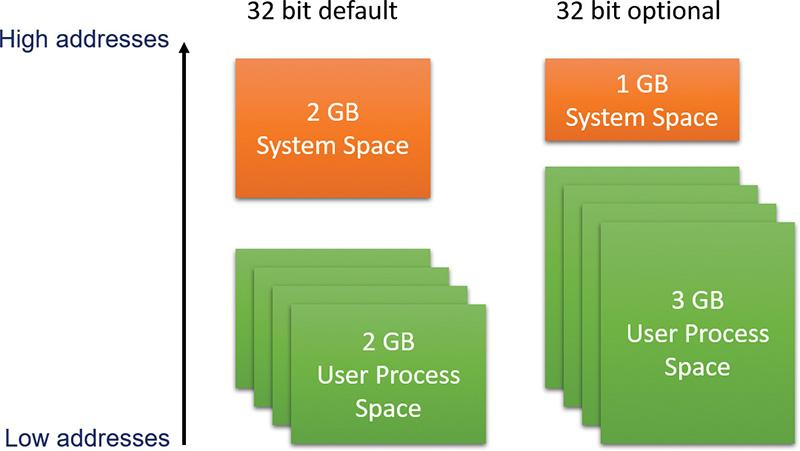 32 bit default
32 bit optional
High addresses
2 GB
System Space
1 GB
System Space
2 GB
User Process
Space
3 GB
User Process
Space
Low addresses